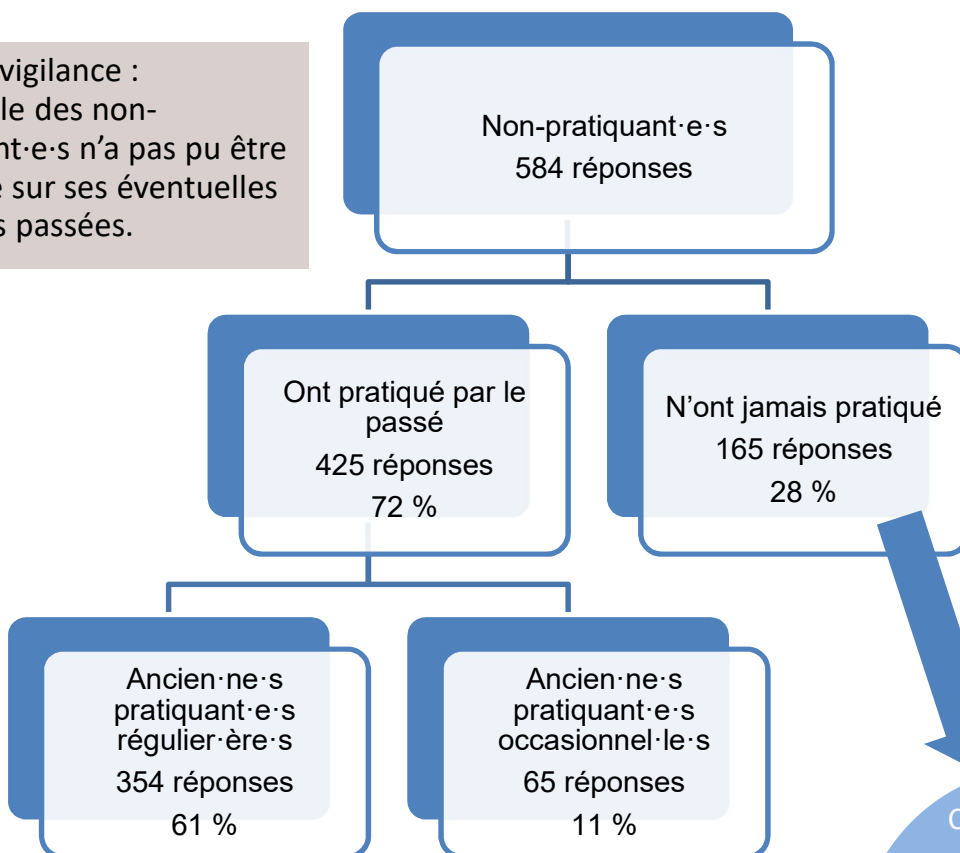 vigilance :
le des non-
nt·e·s n'a pas pu être
sur ses éventuelles
s passées.
Non-pratiquant·e·s
584 réponses
Ont pratiqué par le
passé
425 réponses
72 %
N'ont jamais pratiqué
165 réponses
28 %
Ancien·ne·s
pratiquant·e·s
régulier·ère·s
354 réponses
61 %
Ancien·ne·s
pratiquant·e·s
occasionnel·le·s
65 réponses
11 %